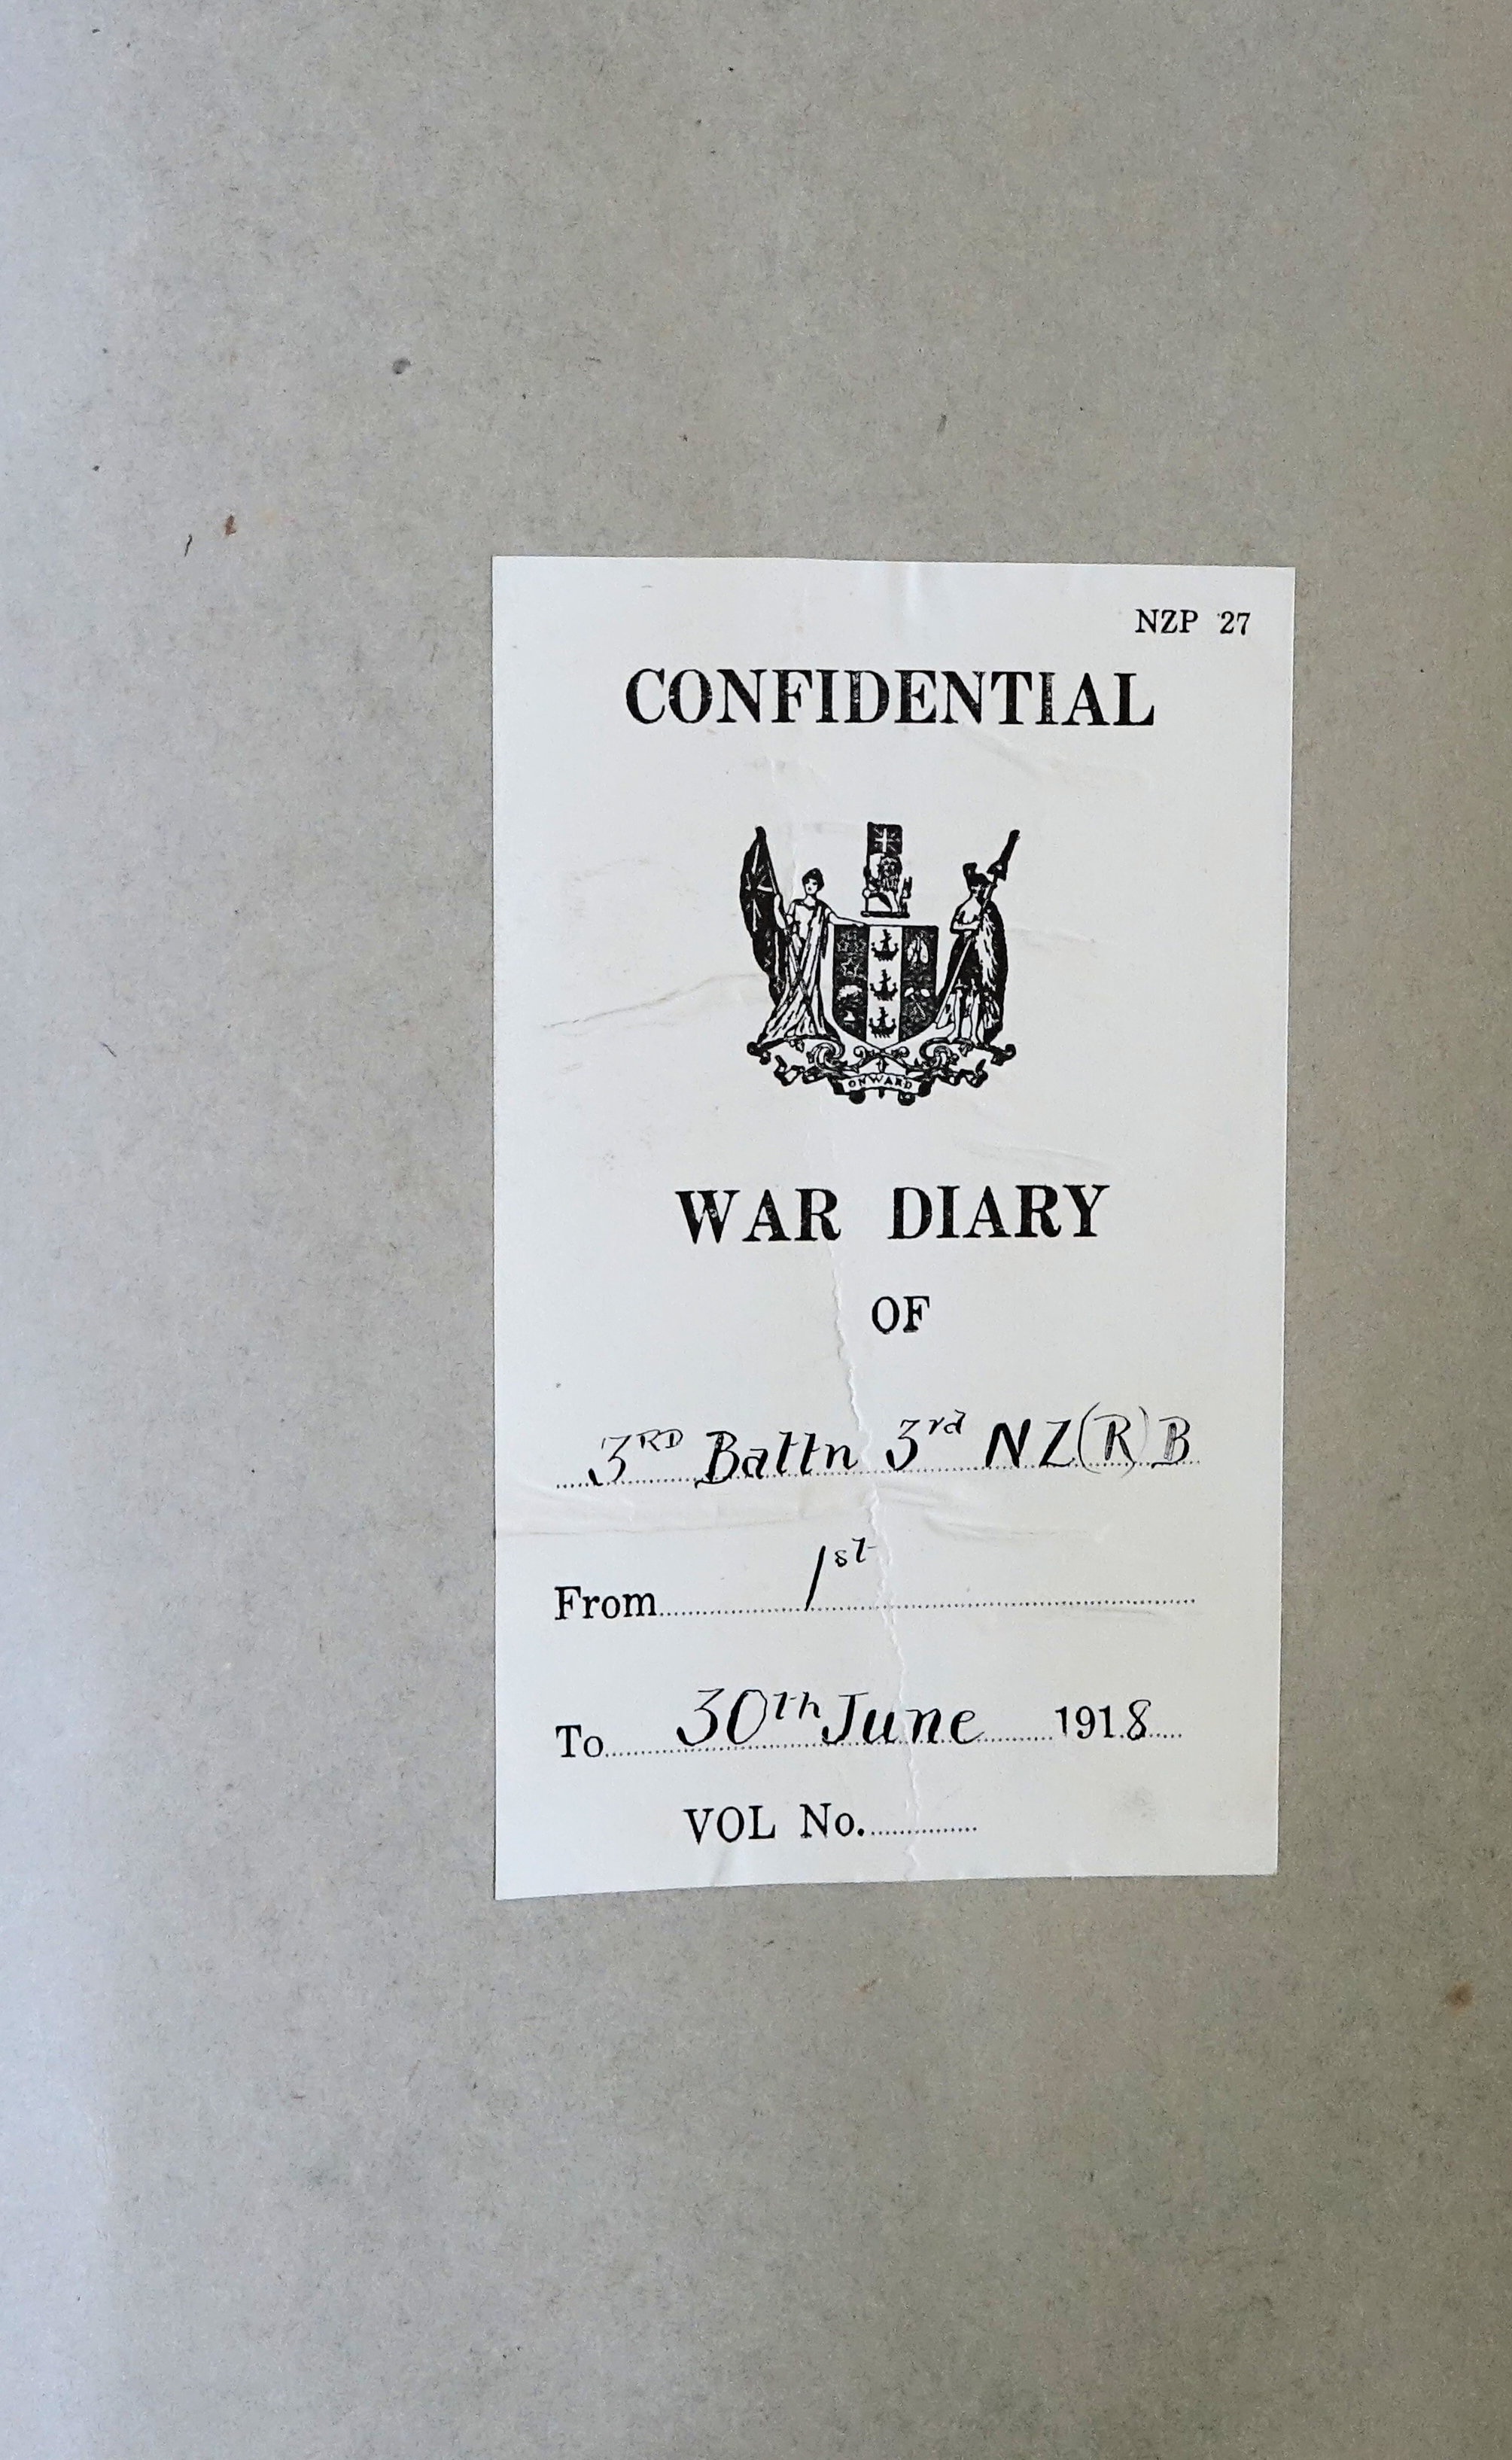 NZP 27
CONFIDENTIAL
ONWARD
WAR DIARY
OF
3RD Battn 3rd NZ(R)B
From 1st
To 30th June 1918
VOL No.